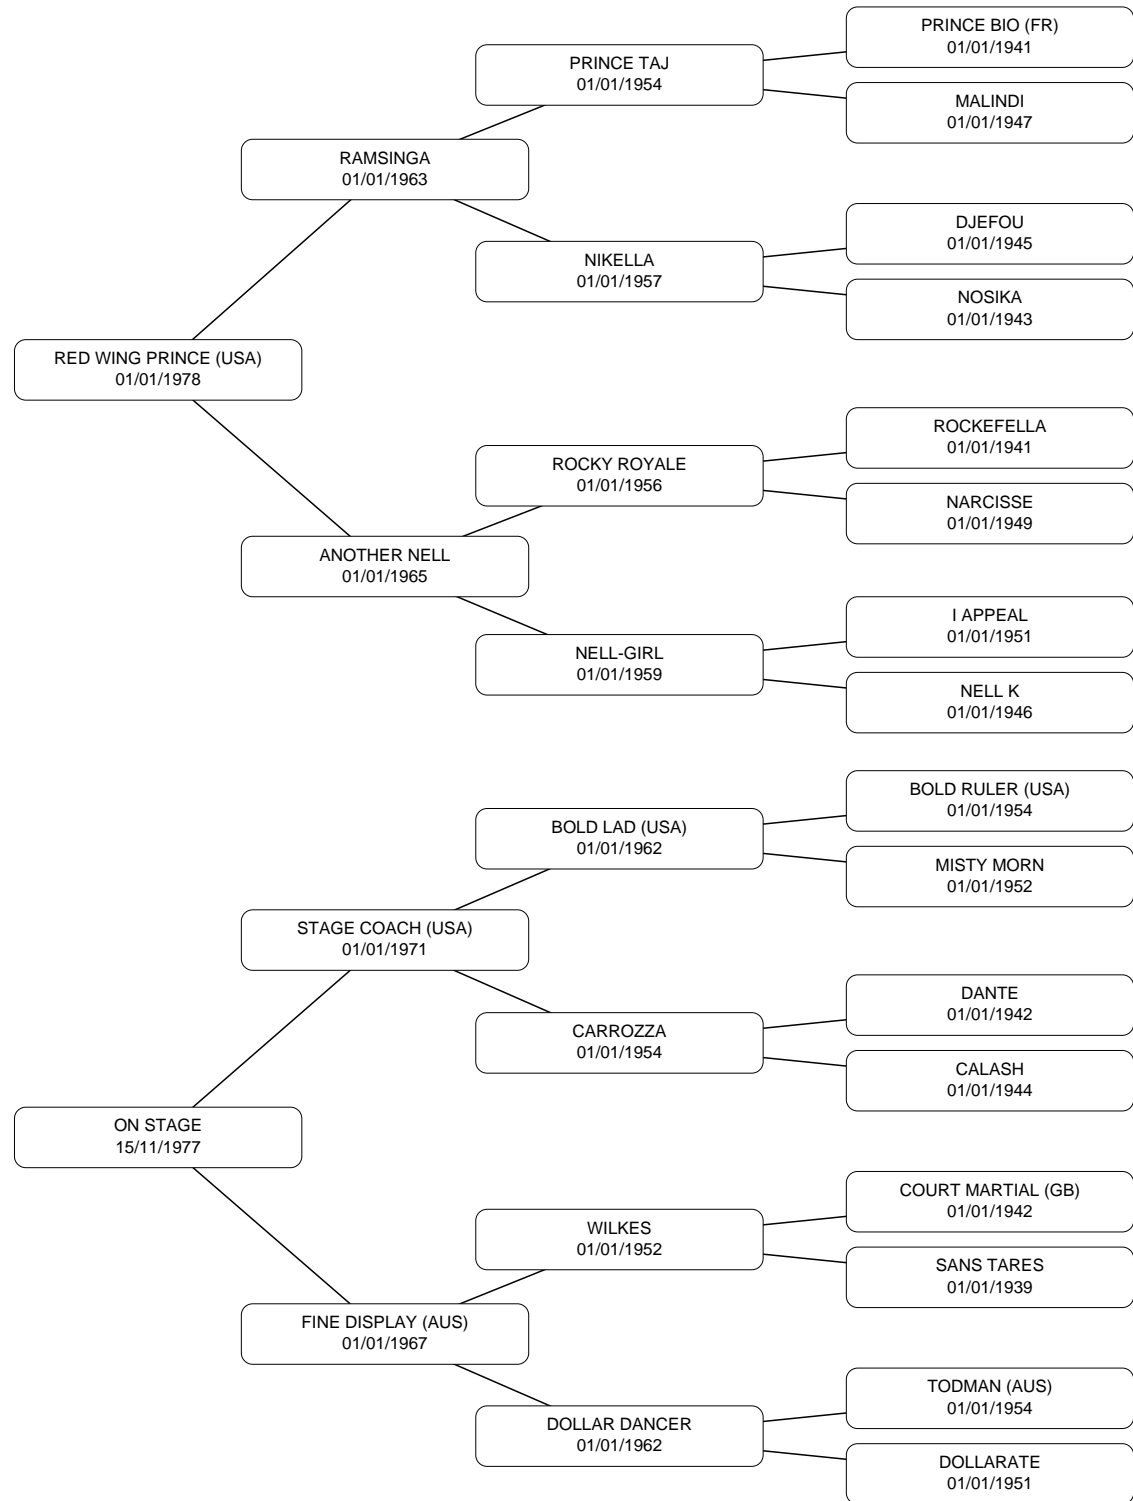 PRINCE BIO (FR)
01/01/1941
PRINCE TAJ
01/01/1954
MALINDI
01/01/1947
RAMSINGA
01/01/1963
DJEFOU
01/01/1945
NIKELLA
01/01/1957
NOSIKA
01/01/1943
RED WING PRINCE (USA)
01/01/1978
ROCKEFELLA
01/01/1941
ROCKY ROYALE
01/01/1956
NARCISSE
01/01/1949
ANOTHER NELL
01/01/1965
I APPEAL
01/01/1951
NELL-GIRL
01/01/1959
NELL K
01/01/1946
BOLD RULER (USA)
01/01/1954
BOLD LAD (USA)
01/01/1962
MISTY MORN
01/01/1952
STAGE COACH (USA)
01/01/1971
DANTE
01/01/1942
CARROZZA
01/01/1954
CALASH
01/01/1944
ON STAGE
15/11/1977
COURT MARTIAL (GB)
01/01/1942
WILKES
01/01/1952
SANS TARES
01/01/1939
FINE DISPLAY (AUS)
01/01/1967
TODMAN (AUS)
01/01/1954
DOLLAR DANCER
01/01/1962
DOLLARATE
01/01/1951